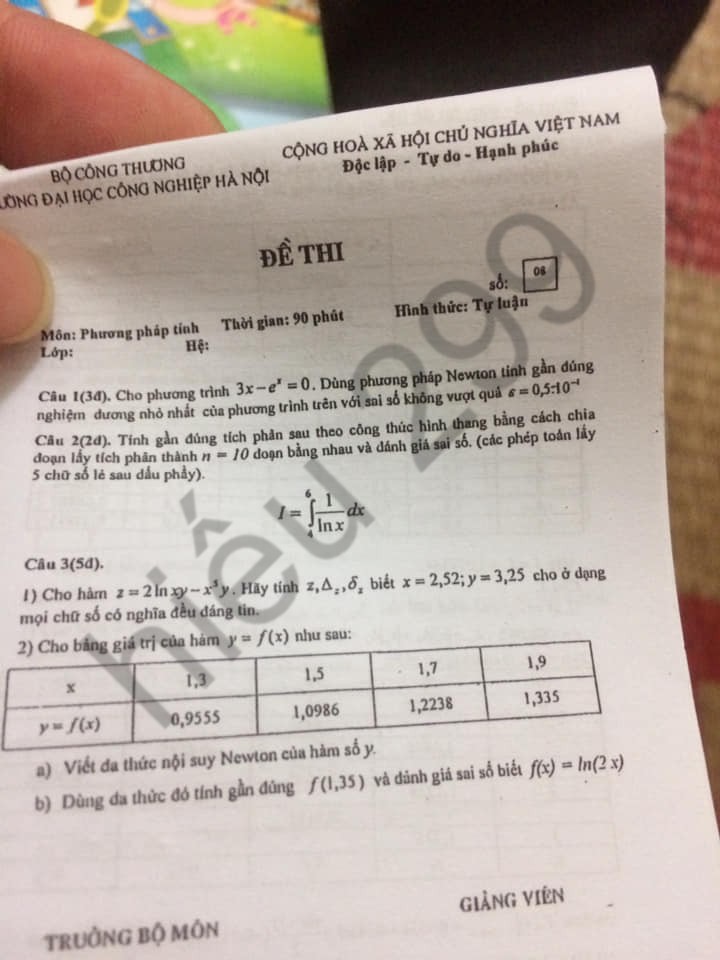 BỘ CÔNG THƯƠNG
CỘNG HOÀ XÃ HỘI CHỦ NGHĨA VIỆT NAM
ƯỜNG ĐẠI HỌC CÔNG NGHIỆP HÀ NỘI
Độc lập - Tự do - Hạnh phúc
ĐỀ THI
số: 08
Môn: Phương pháp tính Thời gian: 90 phút Hình thức: Tự luận
Lớp: Hệ:
Câu 1(3đ). Cho phương trình 3x − e^x = 0. Dùng phương pháp Newton tính gần đúng
nghiệm dương nhỏ nhất của phương trình trên với sai số không vượt quá ε = 0,5.10^-4
Câu 2(2đ). Tính gần đúng tích phân sau theo công thức hình thang bằng cách chia
đoạn lấy tích phân thành n = 10 đoạn bằng nhau và đánh giá sai số. (các phép toán lấy
5 chữ số lẻ sau dấu phẩy).
I = ∫_4^6 1/ln x dx
Câu 3(5đ).
1) Cho hàm z = 2 ln xy − x^3 y. Hãy tính z, Δ_z, δ_z biết x = 2,52; y = 3,25 cho ở dạng
mọi chữ số có nghĩa đều đáng tin.
2) Cho bảng giá trị của hàm y = f(x) như sau:
x 1,3 1,5 1,7 1,9
y = f(x) 0,9555 1,0986 1,2238 1,335
a) Viết đa thức nội suy Newton của hàm số y.
b) Dùng đa thức đó tính gần đúng f(1,35) và đánh giá sai số biết f(x) = ln(2x)
TRƯỞNG BỘ MÔN GIẢNG VIÊN
hiếu 299